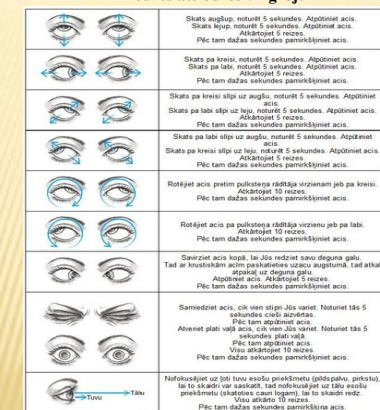 Skats augšup, noturēt 5 sekundes. Atpūtiniet acis.
Skats lejup, noturēt 5 sekundes. Atpūtiniet acis.
Atkārtojiet 5 reizes.
Pēc tam dažas sekundes pamirkšķiniet acis.
Skats pa kreisi, noturēt 5 sekundes. Atpūtiniet acis.
Skats pa labi, noturēt 5 sekundes. Atpūtiniet acis.
Atkārtojiet 5 reizes.
Pēc tam dažas sekundes pamirkšķiniet acis.
Skats pa kreisi slīpi uz augšu, noturēt 5 sekundes. Atpūtiniet
acis.
Skats pa labi slīpi uz leju, noturēt 5 sekundes. Atpūtiniet acis.
Atkārtojiet 5 reizes.
Pēc tam dažas sekundes pamirkšķiniet acis.
Skats pa labi slīpi uz augšu, noturēt 5 sekundes. Atpūtiniet
acis.
Skats pa kreisi slīpi uz leju, noturēt 5 sekundes. Atpūtiniet acis.
Atkārtojiet 5 reizes.
Pēc tam dažas sekundes pamirkšķiniet acis.
Rotējiet acis pretim pulksteņa rādītāja virzienam jeb pa kreisi.
Atkārtojiet 10 reizes.
Pēc tam dažas sekundes pamirkšķiniet acis.
Rotējiet acis pa pulksteņa rādītāja virzienu jeb pa labi.
Atkārtojiet 10 reizes.
Pēc tam dažas sekundes pamirkšķiniet acis.
Savirziet acis kopā, lai Jūs redziet savu deguna galu.
Tad ar krustiskām acīm paskatieties uzacu augstumā, tad atkal
atpakaļ uz deguna galu.
Atpūtiniet acis. Atkārtojiet 5 reizes.
Pēc tam dažas sekundes pamirkšķiniet acis.
Samiedziet acis, cik vien stipri Jūs variet. Noturiet tās 5
sekundes cieši aizvērtas.
Pēc tam atpūtiniet acis.
Atveriet plati vaļā acis, cik vien Jūs variet. Noturiet tās 5
sekundes plati vaļā.
Pēc tam atpūtiniet acis.
Visu atkārtojiet 10 reizes.
Pēc tam dažas sekundes pamirkšķiniet acis.
Tālu
Tuvu
Nofokusējiet uz ļoti tuvu esošu priekšmetu (pildspalvu, pirkstu),
lai to skaidri var saskatīt, tad nofokusējiet uz tālu esošu
priekšmetu (skatoties cauri logam), lai to skaidri redz.
Visu atkārto 10 reizes.
Pēc tam dažas sekundes pamirkšķina acis.